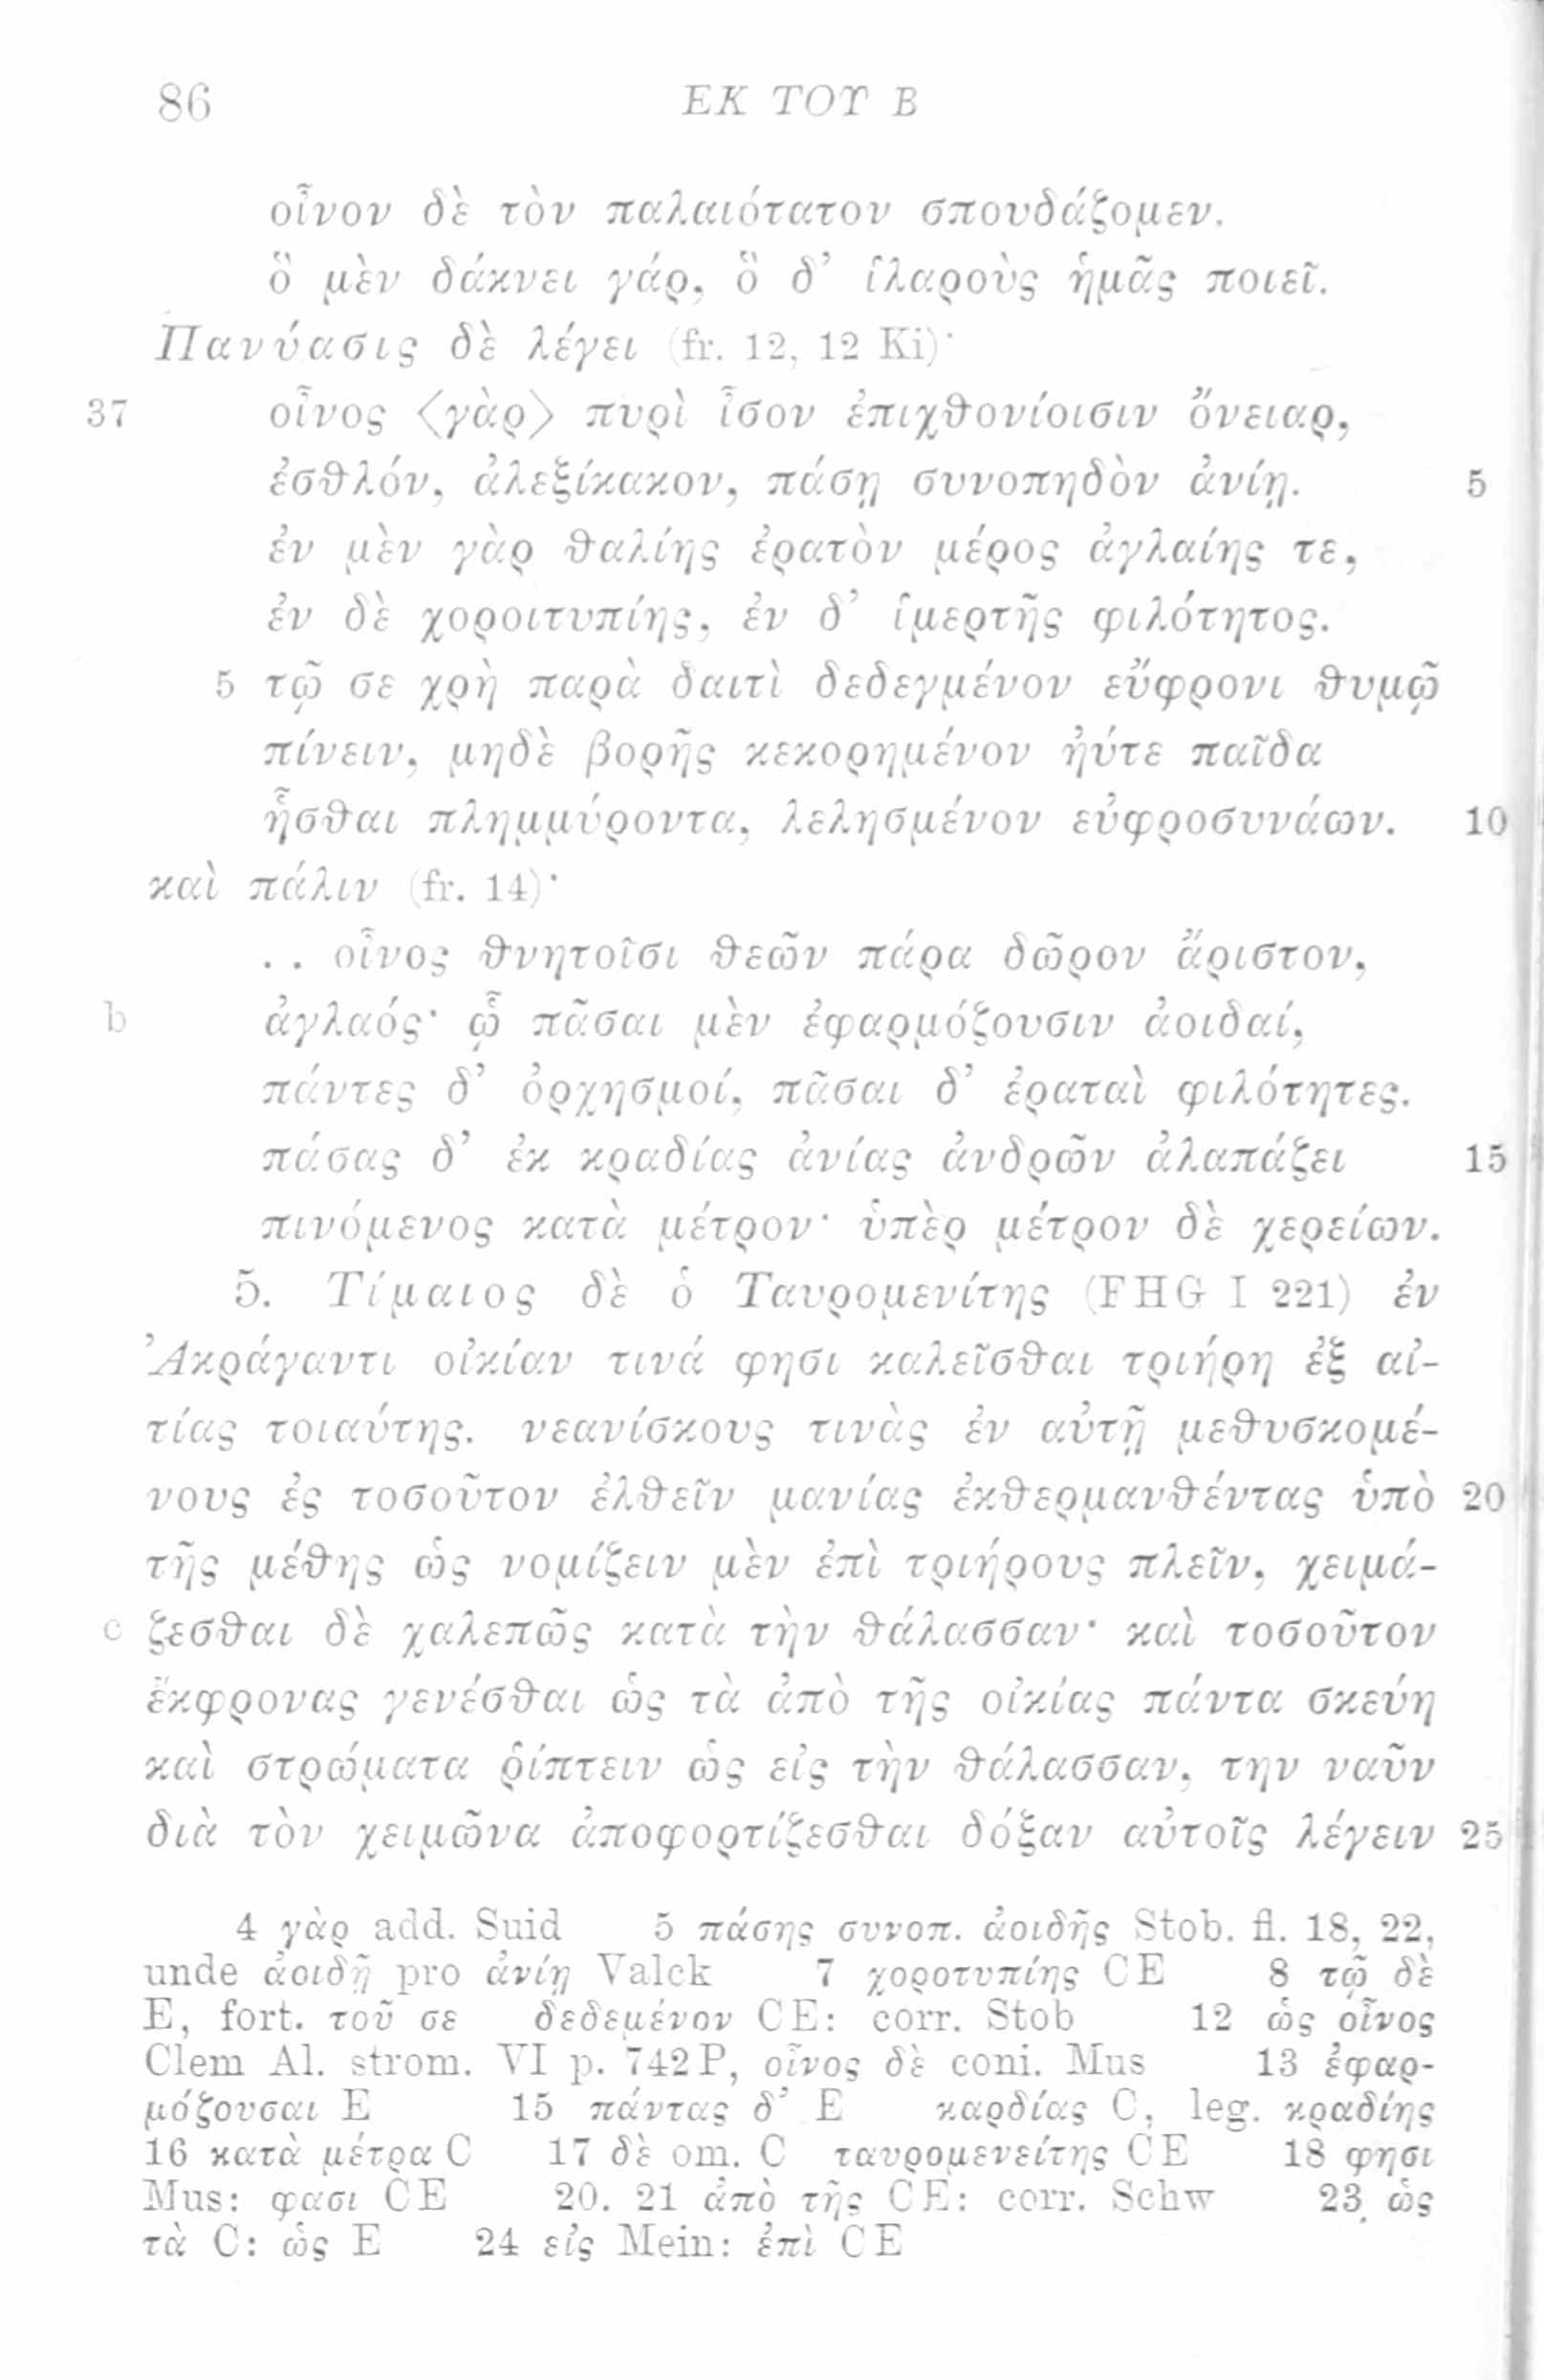 86 ΕΚ ΤΟΥ Β
οἶνον δὲ τὸν παλαιότατον σπουδάζομεν.
ὃ μὲν δάκνει γάρ, ὃ δ’ ἱλαροὺς ἡμᾶς ποιεῖ.
Πανύασις δὲ λέγει (fr. 12, 12 Ki)·
37 οἶνος 〈γὰρ〉 πυρὶ ἶσον ἐπιχθονίοισιν ὄνειαρ,
ἐσθλόν, ἀλεξίκακον, πάσῃ συνοπηδὸν ἀνίῃ. 5
ἐν μὲν γὰρ θαλίης ἐρατὸν μέρος ἀγλαίης τε,
ἐν δὲ χοροιτυπίης, ἐν δ’ ἱμερτῆς φιλότητος.
5 τῷ σε χρὴ παρὰ δαιτὶ δεδεγμένον εὔφρονι θυμῷ
πίνειν, μηδὲ βορῆς κεκορημένον ἠύτε παῖδα
ἧσθαι πλημμύροντα, λελησμένον εὐφροσυνάων. 10
καὶ πάλιν (fr. 14)·
. . οἶνος θνητοῖσι θεῶν πάρα δῶρον ἄριστον,
b ἀγλαός· ᾧ πᾶσαι μὲν ἐφαρμόζουσιν ἀοιδαί,
πάντες δ’ ὀρχησμοί, πᾶσαι δ’ ἐραταὶ φιλότητες.
πάσας δ’ ἐκ κραδίας ἀνίας ἀνδρῶν ἀλαπάζει 15
πινόμενος κατὰ μέτρον· ὑπὲρ μέτρον δὲ χερείων.
5. Τίμαιος δὲ ὁ Ταυρομενίτης (FHG I 221) ἐν
Ἀκράγαντι οἰκίαν τινά φησι καλεῖσθαι τριήρη ἐξ αἰ-
τίας τοιαύτης. νεανίσκους τινὰς ἐν αὐτῇ μεθυσκομέ-
νους ἐς τοσοῦτον ἐλθεῖν μανίας ἐκθερμανθέντας ὑπὸ 20
τῆς μέθης ὡς νομίζειν μὲν ἐπὶ τριήρους πλεῖν, χειμά-
c ζεσθαι δὲ χαλεπῶς κατὰ τὴν θάλασσαν· καὶ τοσοῦτον
ἔκφρονας γενέσθαι ὡς τὰ ἀπὸ τῆς οἰκίας πάντα σκεύη
καὶ στρώματα ῥίπτειν ὡς εἰς τὴν θάλασσαν, την ναῦν
διὰ τὸν χειμῶνα ἀποφορτίζεσθαι δόξαν αὐτοῖς λέγειν 25
4 γὰρ add. Suid 5 πάσης συνοπ. ἀοιδῆς Stob. fl. 18, 22,
unde ἀοιδῇ pro ἀνίῃ Valck 7 χοροτυπίης CE 8 τῷ δὲ
E, fort. τοῦ σε δεδεμένον CE: corr. Stob 12 ὡς οἶνος
Clem Al. strom. VI p. 742 P, οἶνος δὲ coni. Mus 13 ἐφαρ-
μόζουσαι E 15 πάντας δ’ E καρδίας C, leg. κραδίης
16 κατὰ μέτρα C 17 δὲ om. C ταυρομενείτης CE 18 φησι
Mus: φασι CE 20. 21 ἀπὸ τῆς CE: corr. Schw 23. ὡς
τὰ C: ὡς E 24 εἰς Mein: ἐπὶ CE